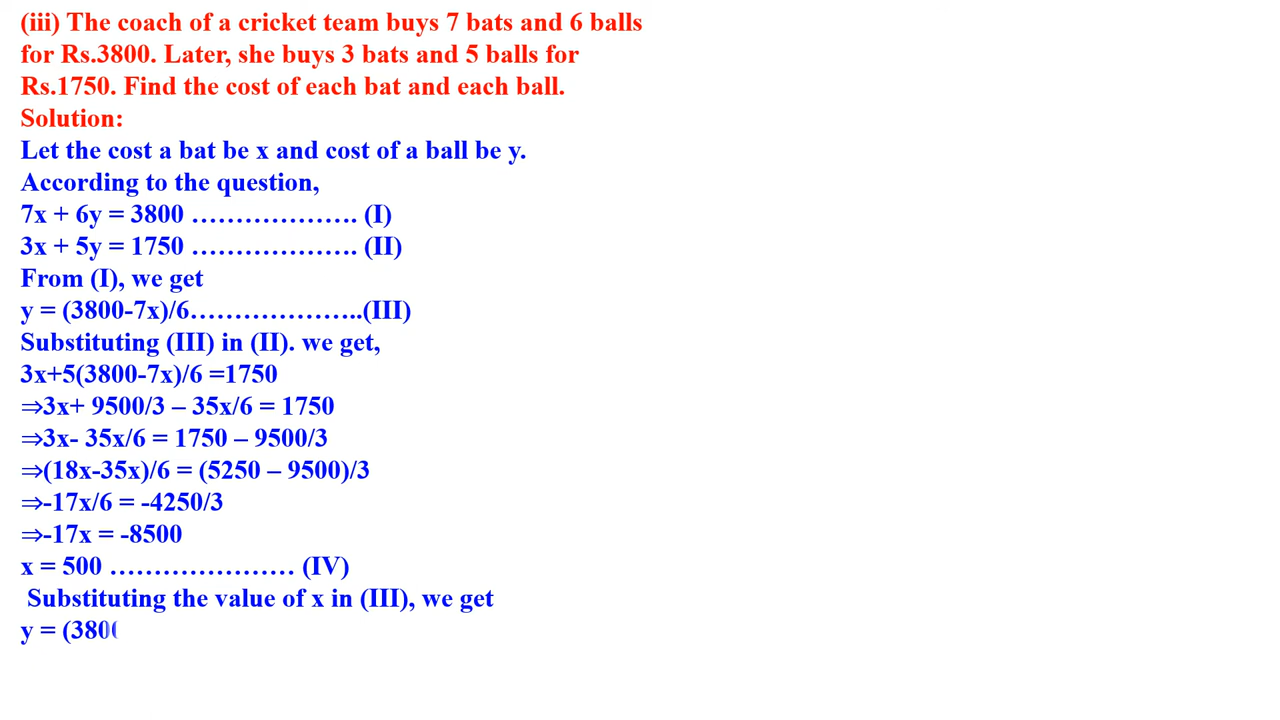 (iii) The coach of a cricket team buys 7 bats and 6 balls
for Rs.3800. Later, she buys 3 bats and 5 balls for
Rs.1750. Find the cost of each bat and each ball.
Solution:
Let the cost a bat be x and cost of a ball be y.
According to the question,
7x + 6y = 3800 ………………. (I)
3x + 5y = 1750 ………………. (II)
From (I), we get
y = (3800-7x)/6………………..(III)
Substituting (III) in (II). we get,
3x+5(3800-7x)/6 =1750
⇒3x+ 9500/3 – 35x/6 = 1750
⇒3x- 35x/6 = 1750 – 9500/3
⇒(18x-35x)/6 = (5250 – 9500)/3
⇒-17x/6 = -4250/3
⇒-17x = -8500
x = 500 ………………… (IV)
Substituting the value of x in (III), we get
y = (3800